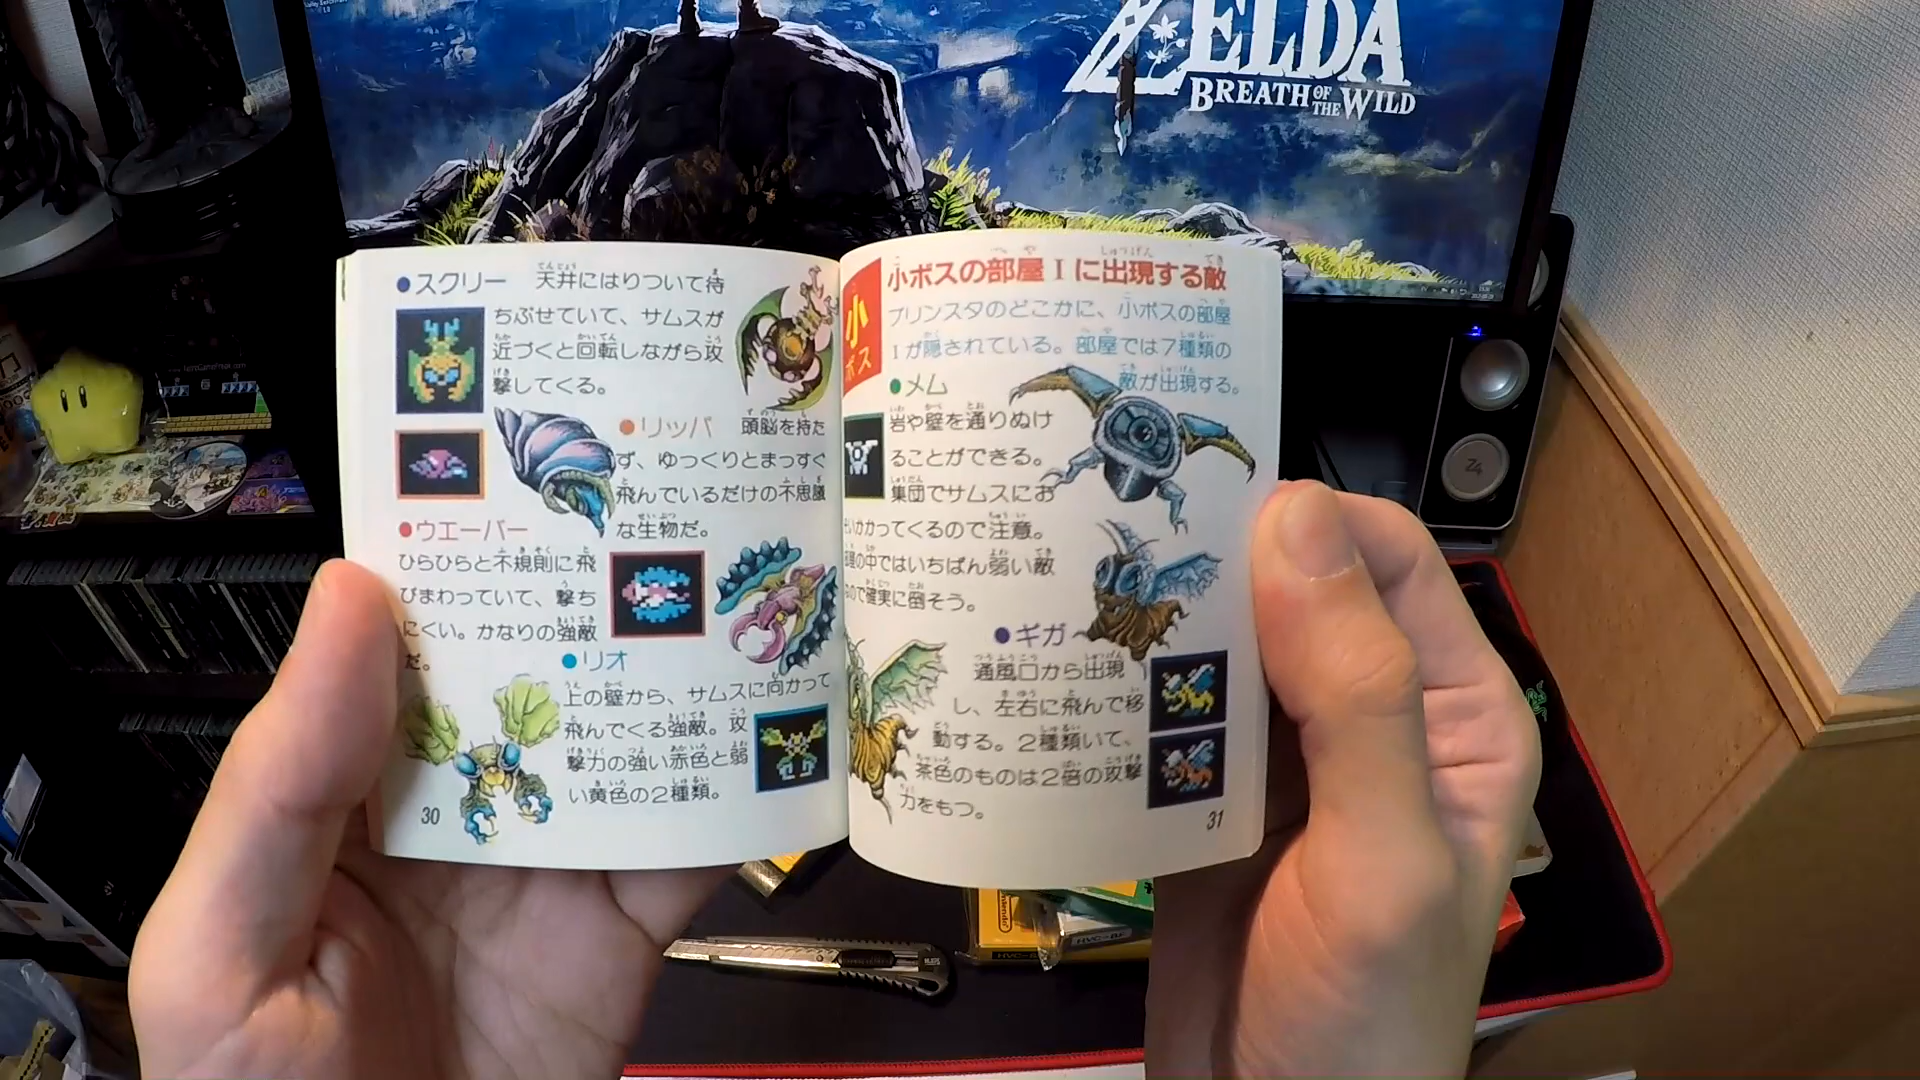 ZELDA
BREATH OF THE WILD
●スクリー 天井にはりついて待
ちぶせていて、サムスが
近づくと回転しながら攻
撃してくる。
●リッパ 頭脳を持た
ず、ゆっくりとまっすぐ
飛んでいるだけの不思議
な生物だ。
●ウエーバー
ひらひらと不規則に飛
びまわっていて、撃ち
にくい。かなりの強敵
だ。
●リオ
上の壁から、サムスに向かって
飛んでくる強敵。攻
撃力の強い赤色と弱
い黄色の2種類。
30
小ボス
小ボスの部屋Ⅰに出現する敵
ブリンスタのどこかに、小ボスの部屋
Ⅰが隠されている。部屋では7種類の
敵が出現する。
●メム
岩や壁を通りぬけ
ることができる。
集団でサムスにお
そいかかってくるので注意。
部屋の中ではいちばん弱い敵
なので確実に倒そう。
●ギガ
通風口から出現
し、左右に飛んで移
動する。2種類いて、
茶色のものは2倍の攻撃
力をもつ。
31
Z4
Nintendo